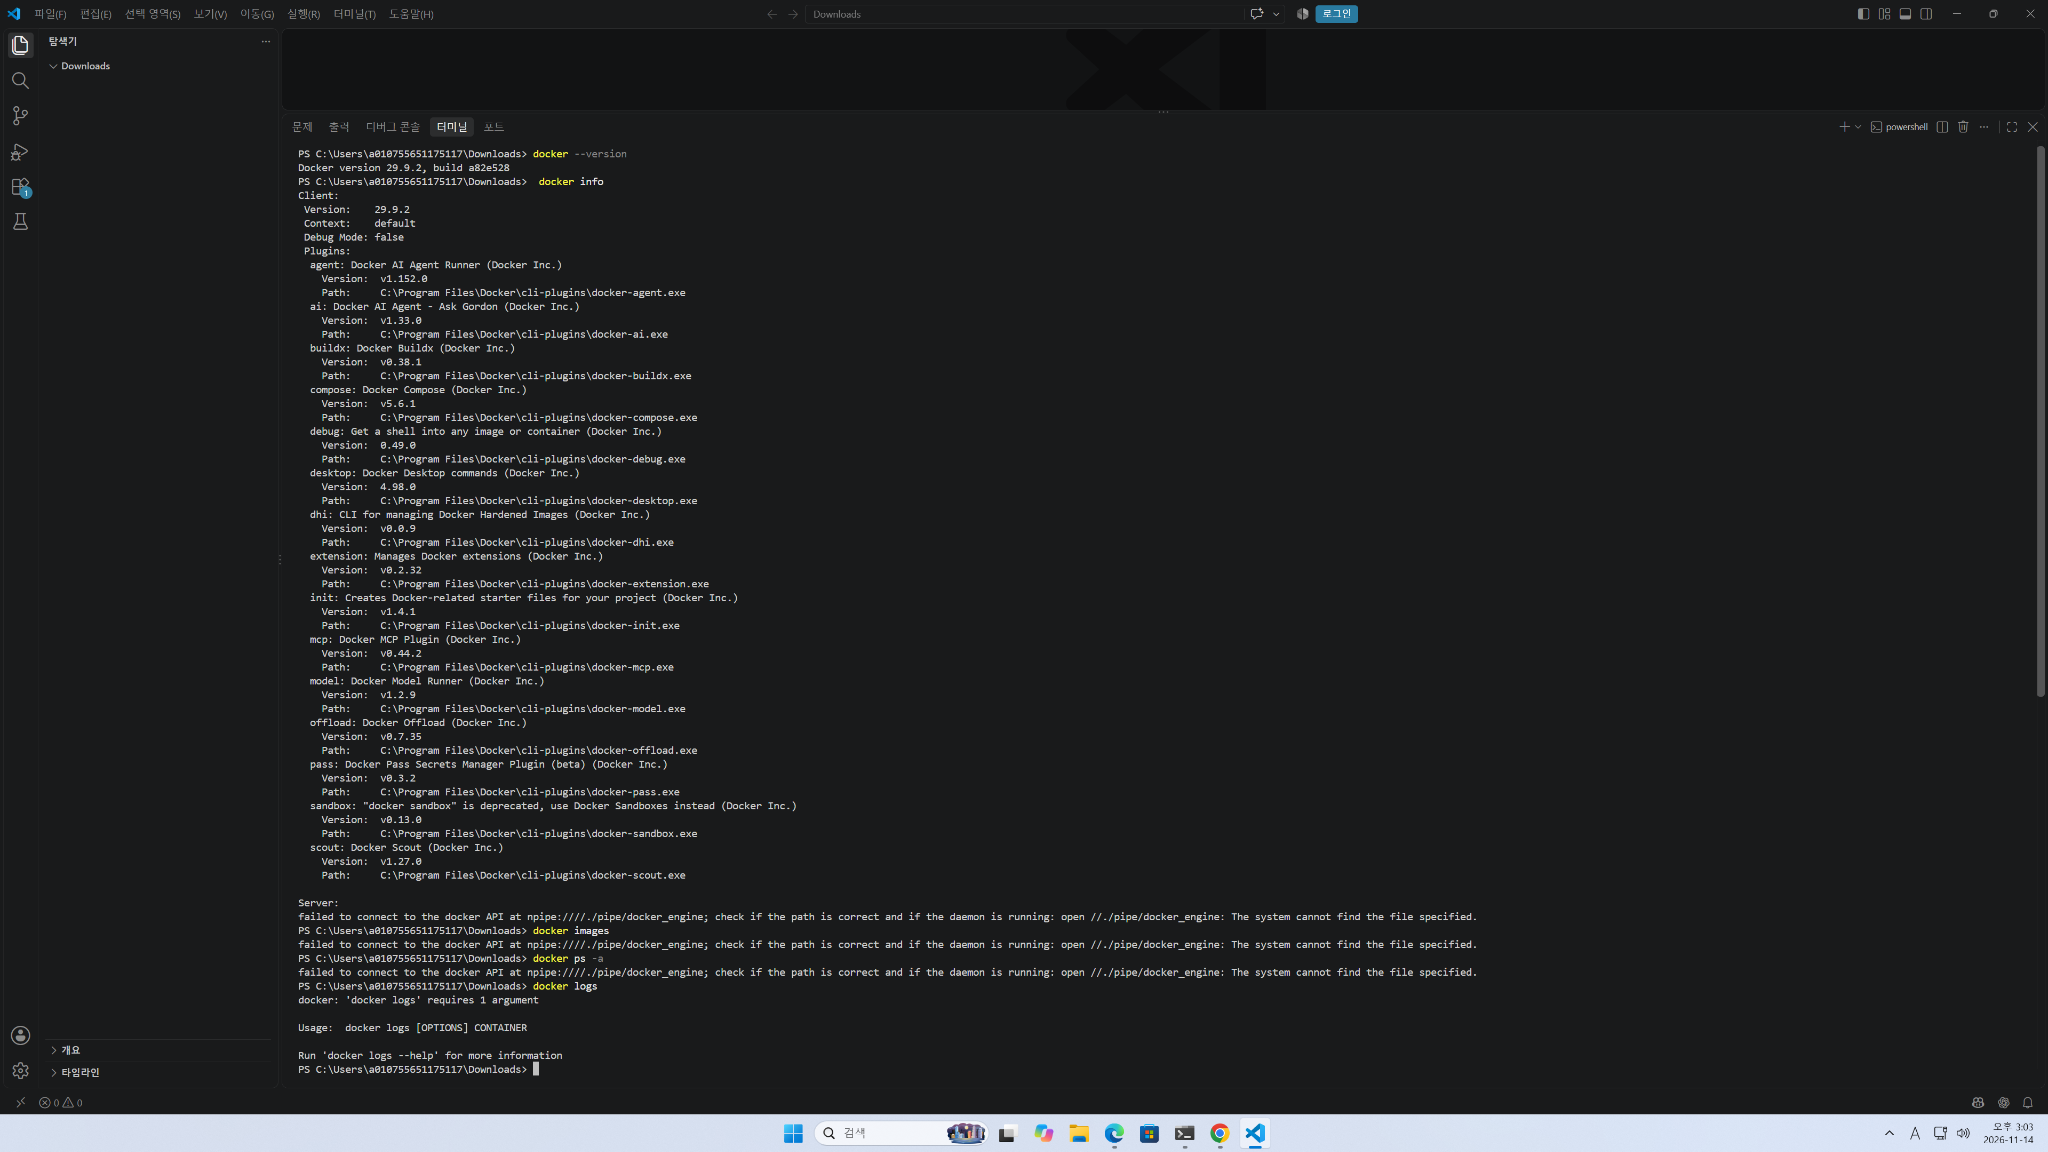 파일(F) 편집(E) 선택 영역(S) 보기(V) 이동(G) 실행(R) 터미널(T) 도움말(H) Downloads 로그인
탐색기
Downloads
1
문제 출력 디버그 콘솔 터미널 포트 powershell
PS C:\Users\a010755651175117\Downloads> docker --version
Docker version 29.9.2, build a82e528
PS C:\Users\a010755651175117\Downloads>  docker info
Client:
 Version:    29.9.2
 Context:    default
 Debug Mode: false
 Plugins:
  agent: Docker AI Agent Runner (Docker Inc.)
    Version:  v1.152.0
    Path:     C:\Program Files\Docker\cli-plugins\docker-agent.exe
  ai: Docker AI Agent - Ask Gordon (Docker Inc.)
    Version:  v1.33.0
    Path:     C:\Program Files\Docker\cli-plugins\docker-ai.exe
  buildx: Docker Buildx (Docker Inc.)
    Version:  v0.38.1
    Path:     C:\Program Files\Docker\cli-plugins\docker-buildx.exe
  compose: Docker Compose (Docker Inc.)
    Version:  v5.6.1
    Path:     C:\Program Files\Docker\cli-plugins\docker-compose.exe
  debug: Get a shell into any image or container (Docker Inc.)
    Version:  0.49.0
    Path:     C:\Program Files\Docker\cli-plugins\docker-debug.exe
  desktop: Docker Desktop commands (Docker Inc.)
    Version:  4.98.0
    Path:     C:\Program Files\Docker\cli-plugins\docker-desktop.exe
  dhi: CLI for managing Docker Hardened Images (Docker Inc.)
    Version:  v0.0.9
    Path:     C:\Program Files\Docker\cli-plugins\docker-dhi.exe
  extension: Manages Docker extensions (Docker Inc.)
    Version:  v0.2.32
    Path:     C:\Program Files\Docker\cli-plugins\docker-extension.exe
  init: Creates Docker-related starter files for your project (Docker Inc.)
    Version:  v1.4.1
    Path:     C:\Program Files\Docker\cli-plugins\docker-init.exe
  mcp: Docker MCP Plugin (Docker Inc.)
    Version:  v0.44.2
    Path:     C:\Program Files\Docker\cli-plugins\docker-mcp.exe
  model: Docker Model Runner (Docker Inc.)
    Version:  v1.2.9
    Path:     C:\Program Files\Docker\cli-plugins\docker-model.exe
  offload: Docker Offload (Docker Inc.)
    Version:  v0.7.35
    Path:     C:\Program Files\Docker\cli-plugins\docker-offload.exe
  pass: Docker Pass Secrets Manager Plugin (beta) (Docker Inc.)
    Version:  v0.3.2
    Path:     C:\Program Files\Docker\cli-plugins\docker-pass.exe
  sandbox: "docker sandbox" is deprecated, use Docker Sandboxes instead (Docker Inc.)
    Version:  v0.13.0
    Path:     C:\Program Files\Docker\cli-plugins\docker-sandbox.exe
  scout: Docker Scout (Docker Inc.)
    Version:  v1.27.0
    Path:     C:\Program Files\Docker\cli-plugins\docker-scout.exe
Server:
failed to connect to the docker API at npipe:////./pipe/docker_engine; check if the path is correct and if the daemon is running: open //./pipe/docker_engine: The system cannot find the file specified.
PS C:\Users\a010755651175117\Downloads> docker images
failed to connect to the docker API at npipe:////./pipe/docker_engine; check if the path is correct and if the daemon is running: open //./pipe/docker_engine: The system cannot find the file specified.
PS C:\Users\a010755651175117\Downloads> docker ps -a
failed to connect to the docker API at npipe:////./pipe/docker_engine; check if the path is correct and if the daemon is running: open //./pipe/docker_engine: The system cannot find the file specified.
PS C:\Users\a010755651175117\Downloads> docker logs
docker: 'docker logs' requires 1 argument
Usage:  docker logs [OPTIONS] CONTAINER
Run 'docker logs --help' for more information
PS C:\Users\a010755651175117\Downloads>
개요
타임라인
0 0
검색
A 오후 3:03
2026-11-14